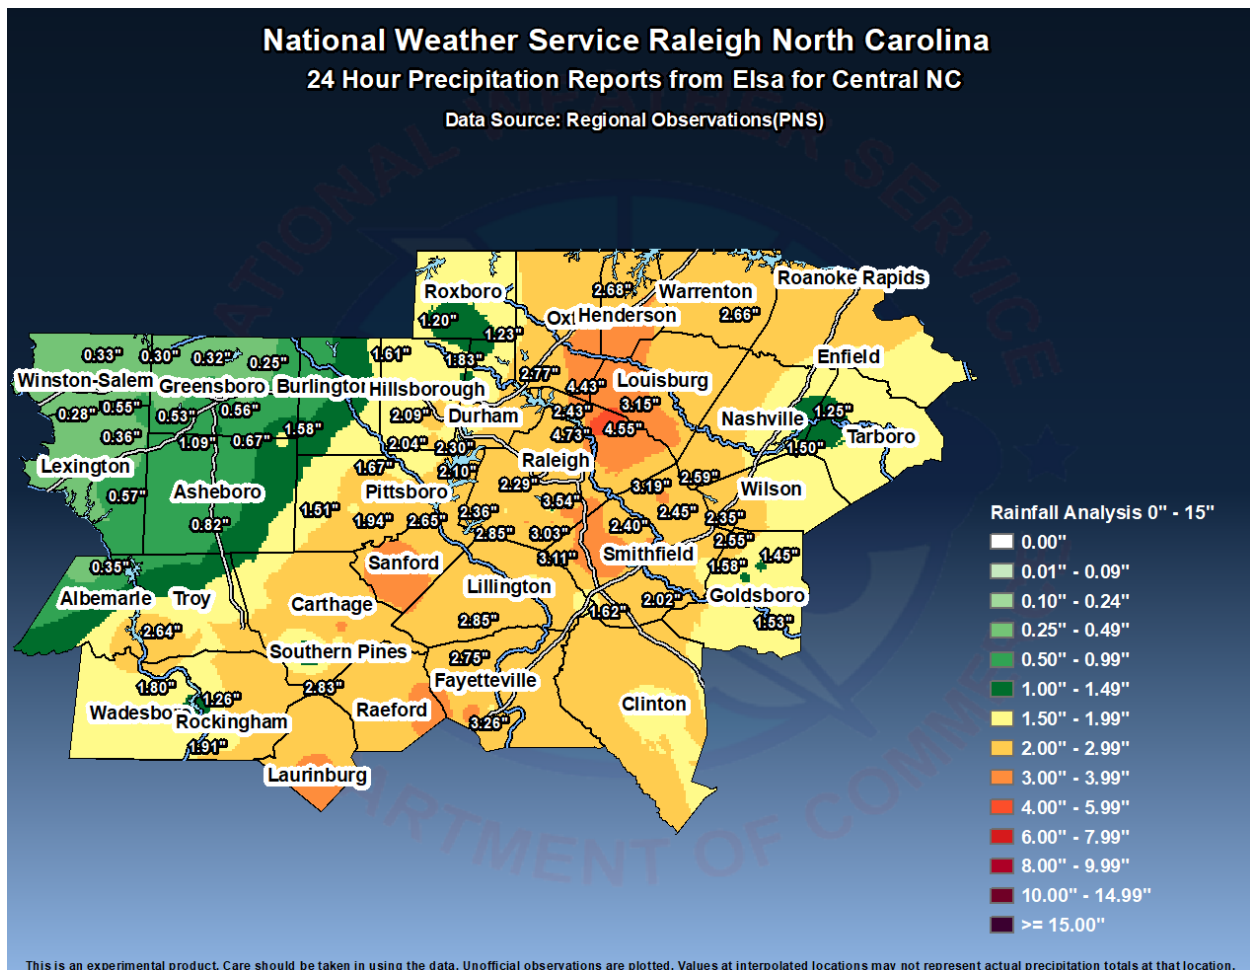 National Weather Service Raleigh North Carolina
24 Hour Precipitation Reports from Elsa for Central NC
Data Source: Regional Observations(PNS)
NATIONAL WEATHER SERVICE
Roanoke Rapids
Roxboro
2.68"
Warrenton
1.20"
Oxf
Henderson
2.66"
1.23"
0.33"
0.30"
0.32"
0.25"
1.61"
1.83"
Enfield
2.77"
Winston-Salem
Greensboro
Burlington
Hillsborough
4.43"
Louisburg
0.28"
0.55"
0.53"
0.56"
2.09"
Durham
2.43"
3.15"
Nashville
1.25"
0.36"
1.09"
0.67"
1.58"
2.04"
2.30"
4.73"
4.55"
1.50"
Tarboro
Lexington
1.67"
2.10"
Raleigh
0.57"
Asheboro
Pittsboro
2.29"
3.19"
2.59"
Wilson
1.51"
3.54"
0.82"
1.94"
2.65"
2.36"
2.40"
2.45"
2.35"
2.85"
3.03"
2.55"
0.35"
Sanford
3.11"
Smithfield
1.45"
1.58"
Albemarle
Troy
Carthage
Lillington
Goldsboro
2.02"
1.62"
2.64"
2.85"
1.53"
Southern Pines
2.75"
1.80"
2.83"
Fayetteville
1.26"
Wadesboro
Rockingham
Raeford
Clinton
3.26"
1.91"
Laurinburg
Rainfall Analysis 0" - 15"
0.00"
0.01" - 0.09"
0.10" - 0.24"
0.25" - 0.49"
0.50" - 0.99"
1.00" - 1.49"
1.50" - 1.99"
2.00" - 2.99"
3.00" - 3.99"
4.00" - 5.99"
6.00" - 7.99"
8.00" - 9.99"
10.00" - 14.99"
>= 15.00"
ARTMENT OF COMME
This is an experimental product. Care should be taken in using the data. Unofficial observations are plotted. Values at interpolated locations may not represent actual precipitation totals at that location.